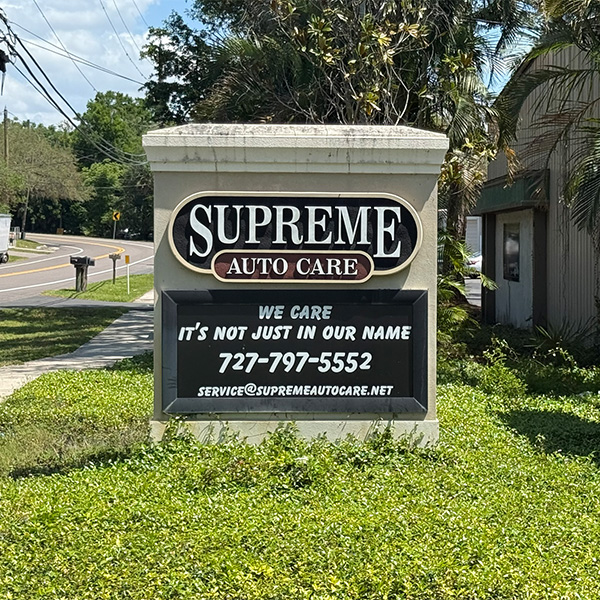 SUPREME
AUTO CARE
WE CARE
IT'S NOT JUST IN OUR NAME
727-797-5552
SERVICE@SUPREMEAUTOCARE.NET